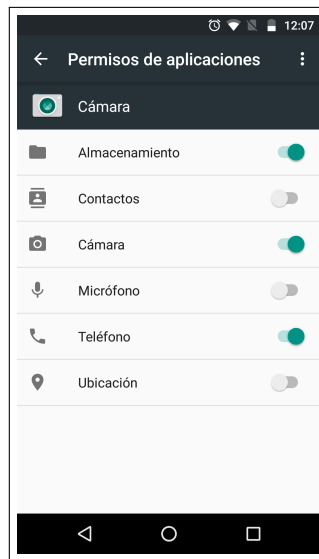 12:07
Permisos de aplicaciones
Cámara
Almacenamiento
Contactos
Cámara
Micrófono
Teléfono
Ubicación